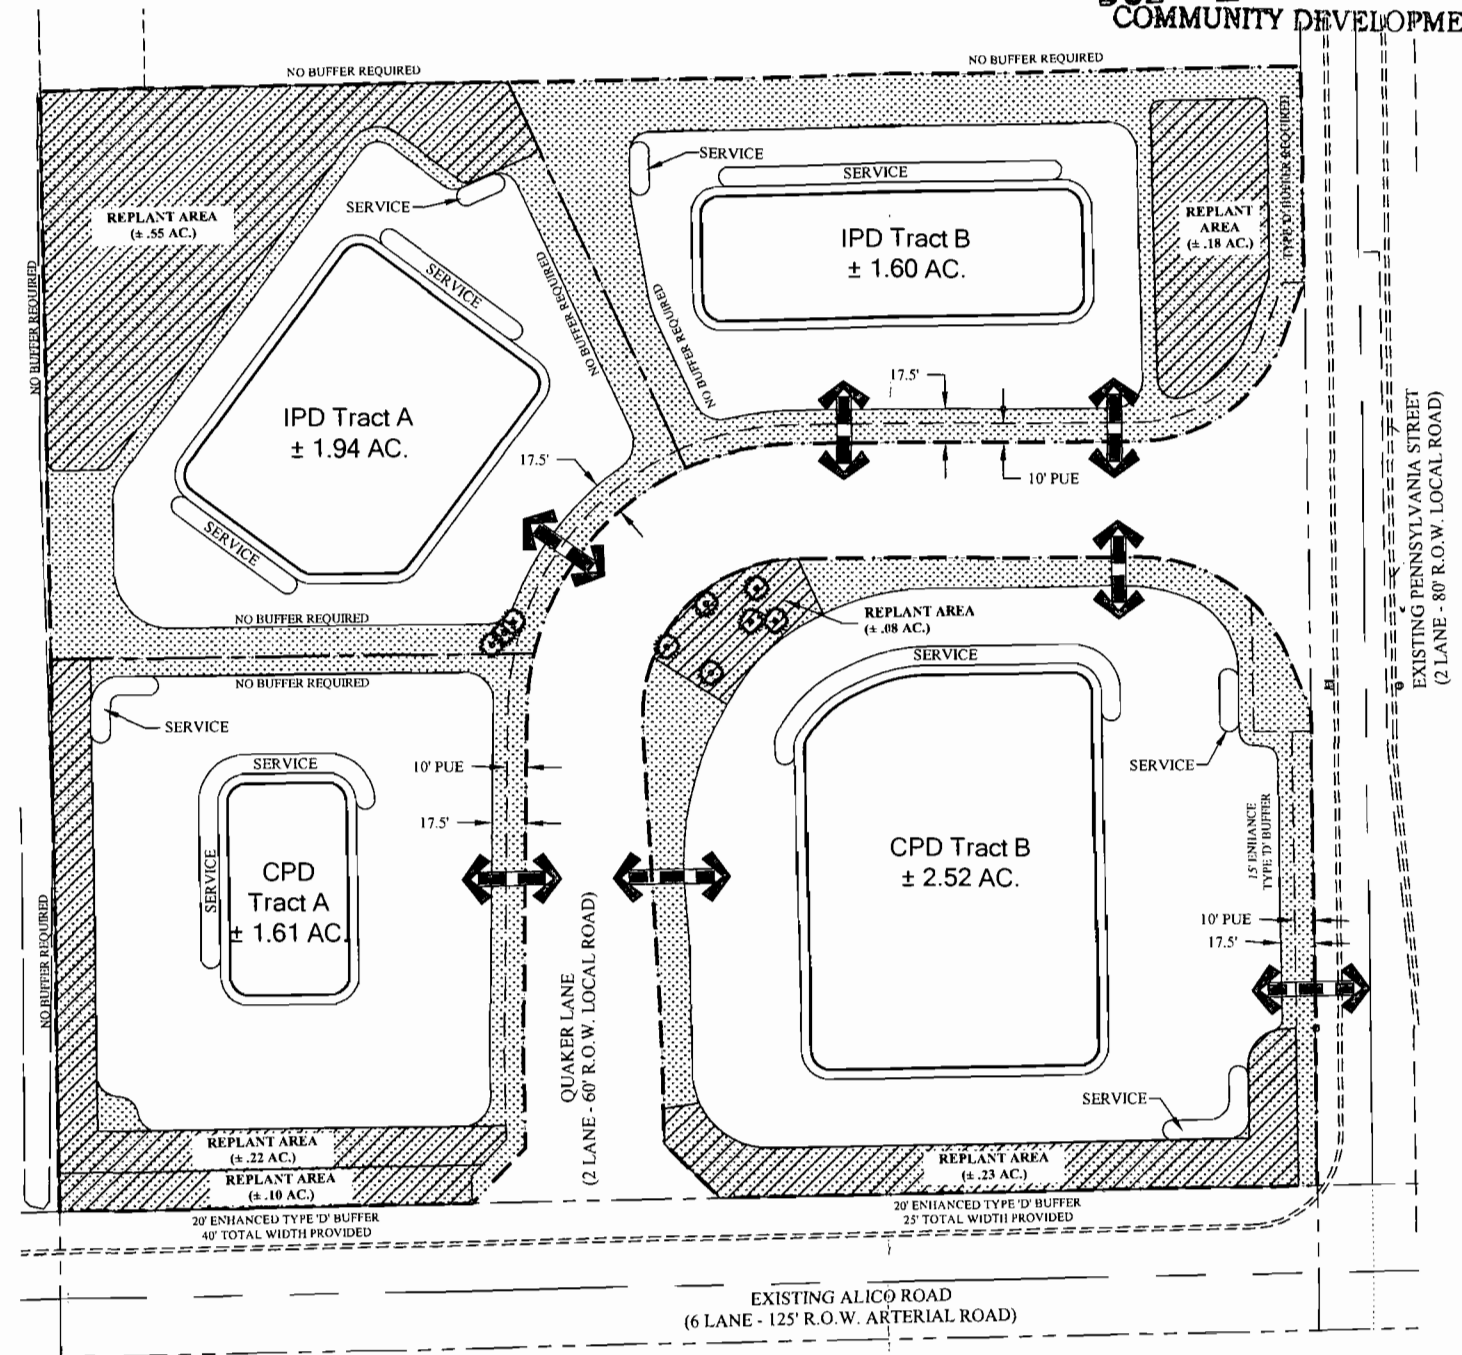 COMMUNITY DEVELOPME
NO BUFFER REQUIRED
NO BUFFER REQUIRED
SERVICE
SERVICE
TYPE 'D' BUFFER REQUIRED
REPLANT AREA
(± .55 AC.)
SERVICE
REPLANT
AREA
(± .18 AC.)
IPD Tract B
± 1.60 AC.
SERVICE
NO BUFFER REQUIRED
NO BUFFER REQUIRED
NO BUFFER REQUIRED
17.5'
IPD Tract A
± 1.94 AC.
17.5'
10' PUE
EXISTING PENNSYLVANIA STREET
(2 LANE - 80' R.O.W. LOCAL ROAD)
SERVICE
NO BUFFER REQUIRED
REPLANT AREA
(± .08 AC.)
SERVICE
NO BUFFER REQUIRED
SERVICE
SERVICE
10' PUE
SERVICE
17.5'
15' ENHANCE
TYPE 'D' BUFFER
CPD Tract B
± 2.52 AC.
SERVICE
CPD
Tract A
± 1.61 AC.
10' PUE
17.5'
NO BUFFER REQUIRED
QUAKER LANE
(2 LANE - 60' R.O.W. LOCAL ROAD)
SERVICE
REPLANT AREA
(± .22 AC.)
REPLANT AREA
(± .10 AC.)
REPLANT AREA
(± .23 AC.)
20' ENHANCED TYPE 'D' BUFFER
40' TOTAL WIDTH PROVIDED
20' ENHANCED TYPE 'D' BUFFER
25' TOTAL WIDTH PROVIDED
EXISTING ALICO ROAD
(6 LANE - 125' R.O.W. ARTERIAL ROAD)